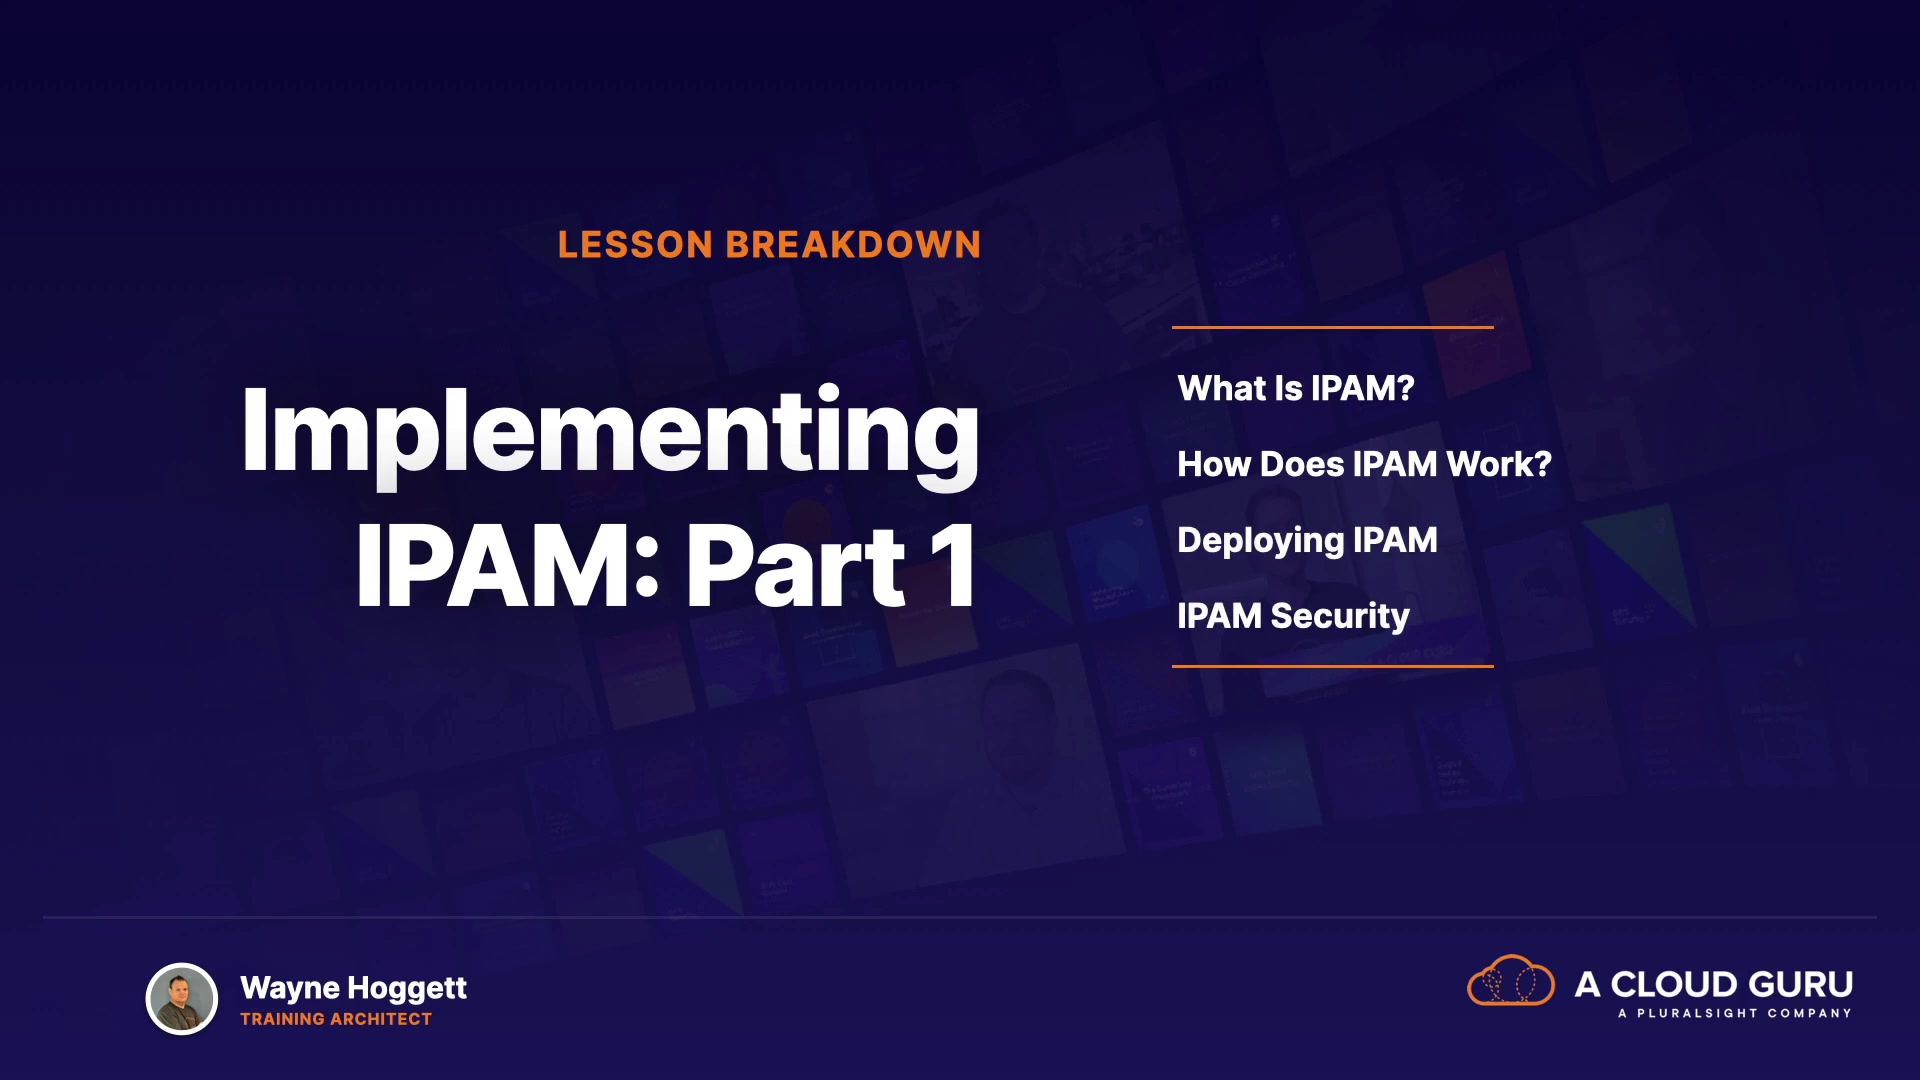 LESSON BREAKDOWN
Implementing
IPAM: Part 1
What Is IPAM?
How Does IPAM Work?
Deploying IPAM
IPAM Security
Wayne Hoggett
TRAINING ARCHITECT
A CLOUD GURU
A PLURALSIGHT COMPANY